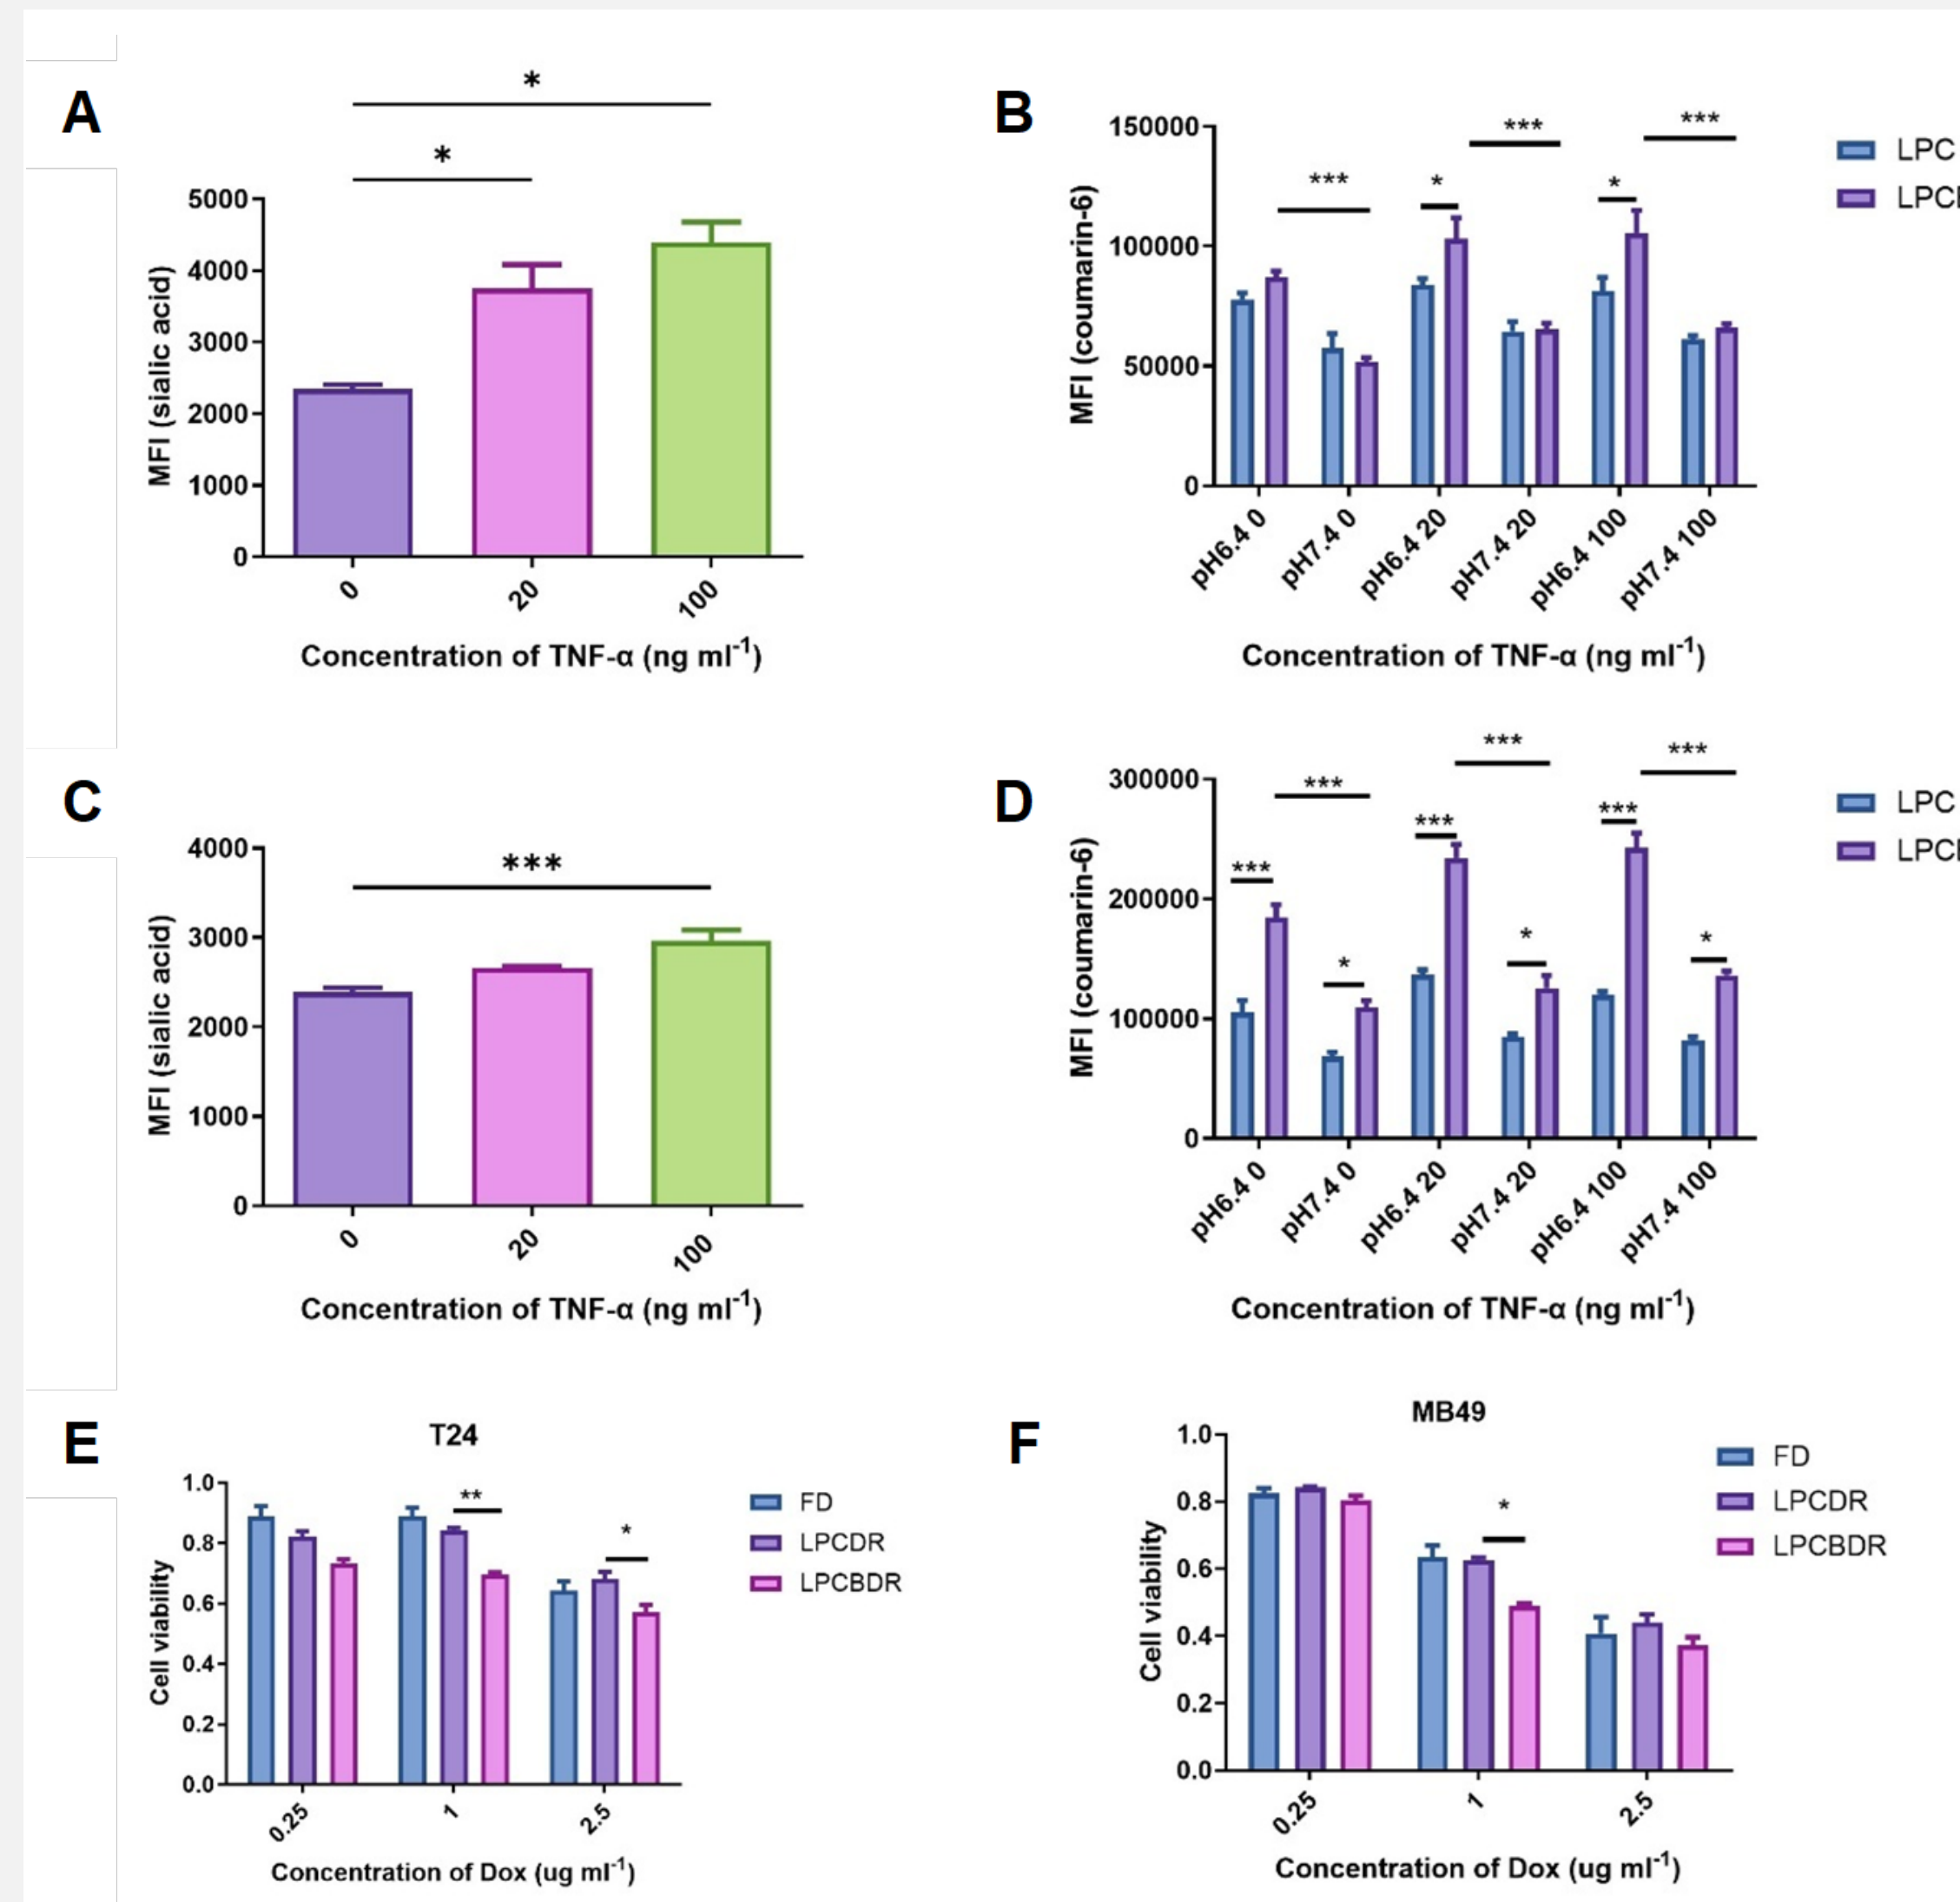 A
*
*
5000
4000
3000
2000
1000
0
MFI (sialic acid)
0
20
100
Concentration of TNF-α (ng ml-1)
B
150000
100000
50000
0
MFI (coumarin-6)
***
*
***
*
***
LPC
pH6.4 0
pH7.4 0
pH6.4 20
pH7.4 20
pH6.4 100
pH7.4 100
Concentration of TNF-α (ng ml-1)
C
***
4000
3000
2000
1000
0
MFI (sialic acid)
0
20
100
Concentration of TNF-α (ng ml-1)
D
300000
200000
100000
0
MFI (coumarin-6)
***
***
*
***
***
*
***
***
*
LPC
pH6.4 0
pH7.4 0
pH6.4 20
pH7.4 20
pH6.4 100
pH7.4 100
Concentration of TNF-α (ng ml-1)
E
T24
1.0
0.8
0.6
0.4
0.2
0.0
Cell viability
**
*
FD
LPCDR
LPCBDR
0.25
1
2.5
Concentration of Dox (ug ml-1)
F
MB49
1.0
0.8
0.6
0.4
0.2
0.0
Cell viability
*
FD
LPCDR
LPCBDR
0.25
1
2.5
Concentration of Dox (ug ml-1)